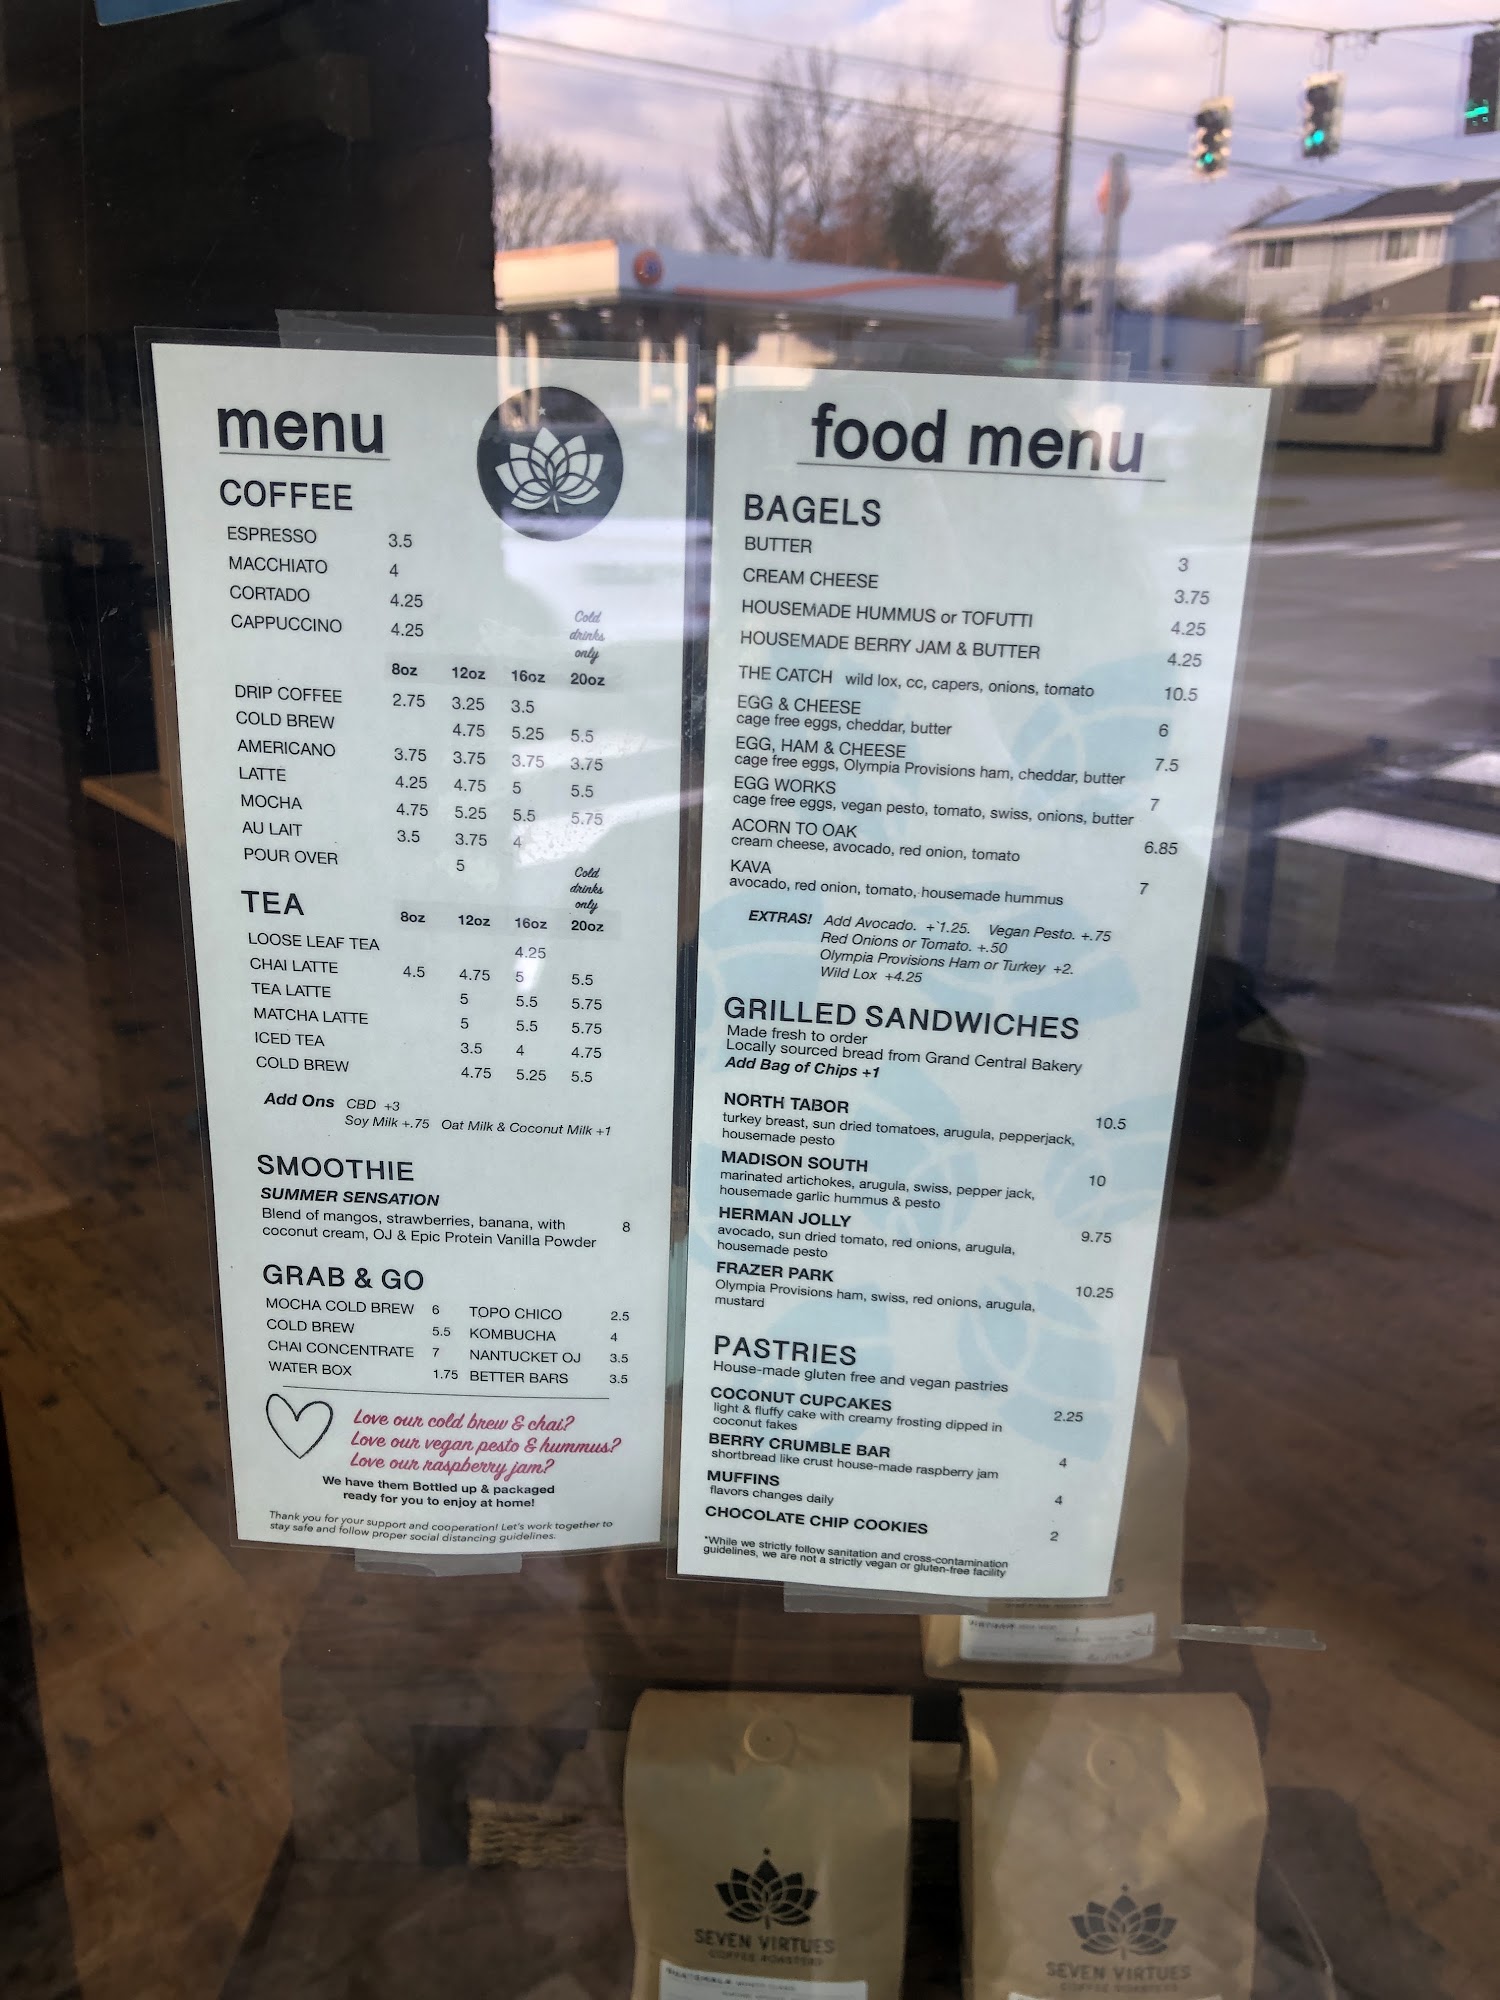 menu
COFFEE
ESPRESSO 3.5
MACCHIATO 4
CORTADO 4.25
CAPPUCCINO 4.25
Cold
drinks
only
8oz 12oz 16oz 20oz
DRIP COFFEE 2.75 3.25 3.5
COLD BREW 4.75 5.25 5.5
AMERICANO 3.75 3.75 3.75 3.75
LATTE 4.25 4.75 5 5.5
MOCHA 4.75 5.25 5.5 5.75
AU LAIT 3.5 3.75 4
POUR OVER 5
TEA
Cold
drinks
only
8oz 12oz 16oz 20oz
LOOSE LEAF TEA 4.25
CHAI LATTE 4.5 4.75 5 5.5
TEA LATTE 5 5.5 5.75
MATCHA LATTE 5 5.5 5.75
ICED TEA 3.5 4 4.75
COLD BREW 4.75 5.25 5.5
Add Ons CBD +3
Soy Milk +.75 Oat Milk & Coconut Milk +1
SMOOTHIE
SUMMER SENSATION
Blend of mangos, strawberries, banana, with 8
coconut cream, OJ & Epic Protein Vanilla Powder
GRAB & GO
MOCHA COLD BREW 6 TOPO CHICO 2.5
COLD BREW 5.5 KOMBUCHA 4
CHAI CONCENTRATE 7 NANTUCKET OJ 3.5
WATER BOX 1.75 BETTER BARS 3.5
Love our cold brew & chai?
Love our vegan pesto & hummus?
Love our raspberry jam?
We have them Bottled up & packaged
ready for you to enjoy at home!
Thank you for your support and cooperation! Let's work together to
stay safe and follow proper social distancing guidelines.
food menu
BAGELS
BUTTER 3
CREAM CHEESE 3.75
HOUSEMADE HUMMUS or TOFUTTI 4.25
HOUSEMADE BERRY JAM & BUTTER 4.25
THE CATCH wild lox, cc, capers, onions, tomato 10.5
EGG & CHEESE 6
cage free eggs, cheddar, butter
EGG, HAM & CHEESE 7.5
cage free eggs, Olympia Provisions ham, cheddar, butter
EGG WORKS 7
cage free eggs, vegan pesto, tomato, swiss, onions, butter
ACORN TO OAK 6.85
cream cheese, avocado, red onion, tomato
KAVA 7
avocado, red onion, tomato, housemade hummus
EXTRAS! Add Avocado. +`1.25. Vegan Pesto. +.75
Red Onions or Tomato. +.50
Olympia Provisions Ham or Turkey +2.
Wild Lox +4.25
GRILLED SANDWICHES
Made fresh to order
Locally sourced bread from Grand Central Bakery
Add Bag of Chips +1
NORTH TABOR 10.5
turkey breast, sun dried tomatoes, arugula, pepperjack,
housemade pesto
MADISON SOUTH 10
marinated artichokes, arugula, swiss, pepper jack,
housemade garlic hummus & pesto
HERMAN JOLLY 9.75
avocado, sun dried tomato, red onions, arugula,
housemade pesto
FRAZER PARK 10.25
Olympia Provisions ham, swiss, red onions, arugula,
mustard
PASTRIES
House-made gluten free and vegan pastries
COCONUT CUPCAKES 2.25
light & fluffy cake with creamy frosting dipped in
coconut fakes
BERRY CRUMBLE BAR 4
shortbread like crust house-made raspberry jam
MUFFINS 4
flavors changes daily
CHOCOLATE CHIP COOKIES 2
*While we strictly follow sanitation and cross-contamination
guidelines, we are not a strictly vegan or gluten-free facility
SEVEN VIRTUES
COFFEE ROASTERS
SEVEN VIRTUES
COFFEE ROASTERS